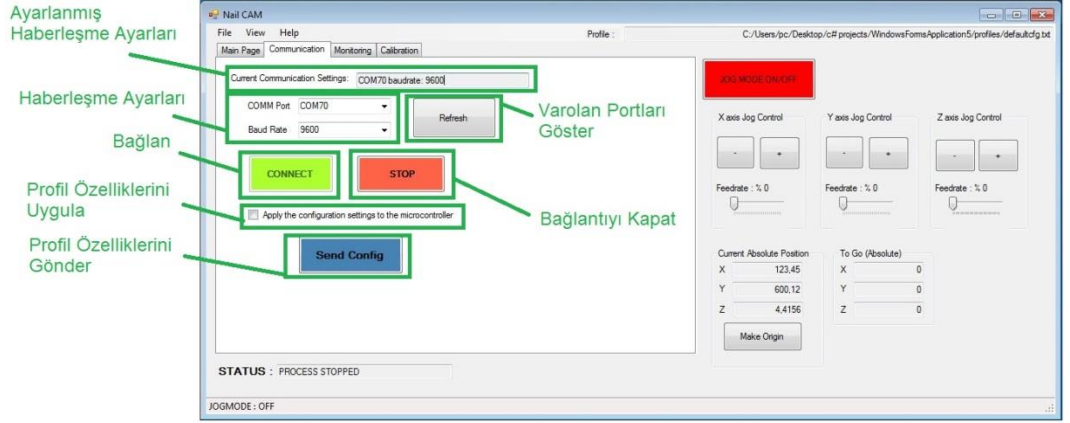 Ayarlanmış
Haberleşme Ayarları
Haberleşme Ayarları
Bağlan
Profil Özelliklerini
Uygula
Profil Özelliklerini
Gönder
Nail CAM
File View Help
Profile : C:/Users/pc/Desktop/c# projects/WindowsFormsApplication5/profiles/defaultcfg.txt
Main Page Communication Monitoring Calibration
Current Communication Settings: COM70 baudrate: 9600
COMM Port COM70
Baud Rate 9600
Refresh
CONNECT STOP
Apply the configuration settings to the microcontroller
Send Config
Varolan Portları
Göster
Bağlantıyı Kapat
JOG MODE ON/OFF
X axis Jog Control Y axis Jog Control Z axis Jog Control
- + - + - +
Feedrate : % 0 Feedrate : % 0 Feedrate : % 0
Current Absolute Position To Go (Absolute)
X 123,45 X 0
Y 600,12 Y 0
Z 4,4156 Z 0
Make Origin
STATUS : PROCESS STOPPED
JOGMODE : OFF